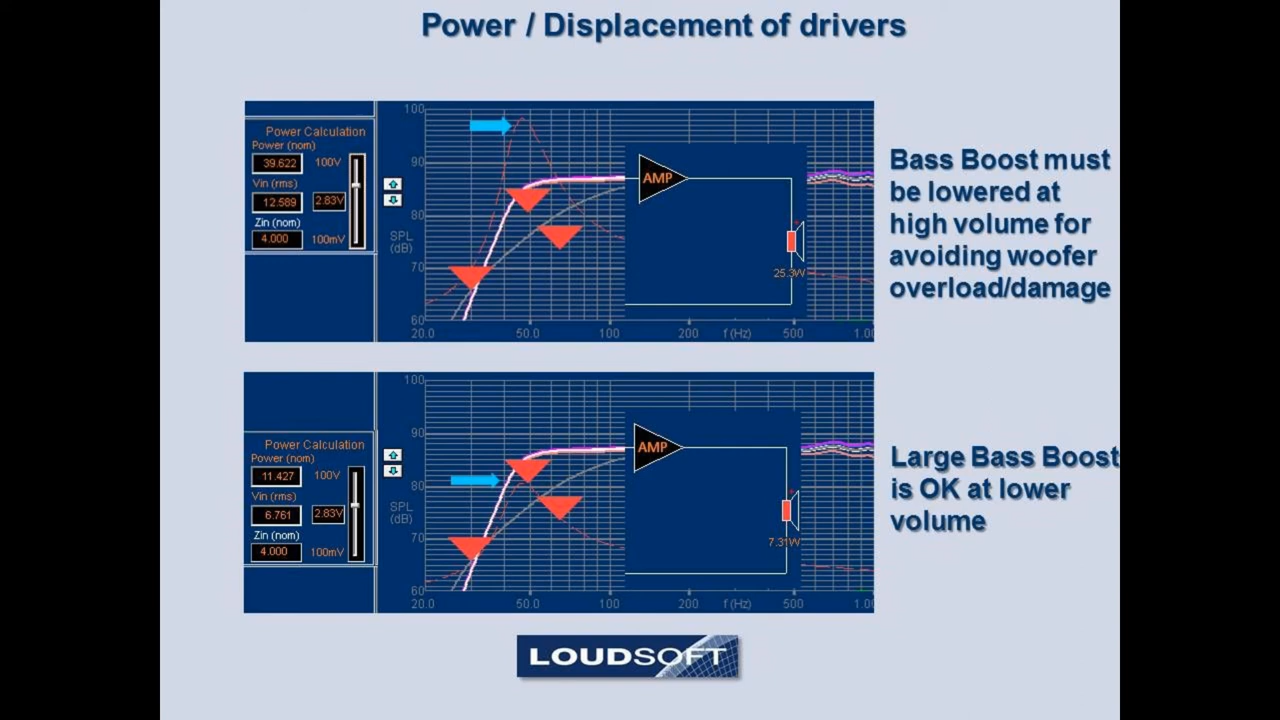 Power / Displacement of drivers
Power Calculation
Power (nom)
39.622
100V
Vin (rms)
12.589
2.83V
Zin (nom)
4.000
100mV
100
90
80
SPL
(dB)
70
60
20.0
50.0
100
200
f (Hz)
500
1.00
AMP
25.3W
Bass Boost must
be lowered at
high volume for
avoiding woofer
overload/damage
Power Calculation
Power (nom)
11.427
100V
Vin (rms)
6.761
2.83V
Zin (nom)
4.000
100mV
100
90
80
SPL
(dB)
70
60
20.0
50.0
100
200
f (Hz)
500
1.00
AMP
7.31W
Large Bass Boost
is OK at lower
volume
LOUDSOFT